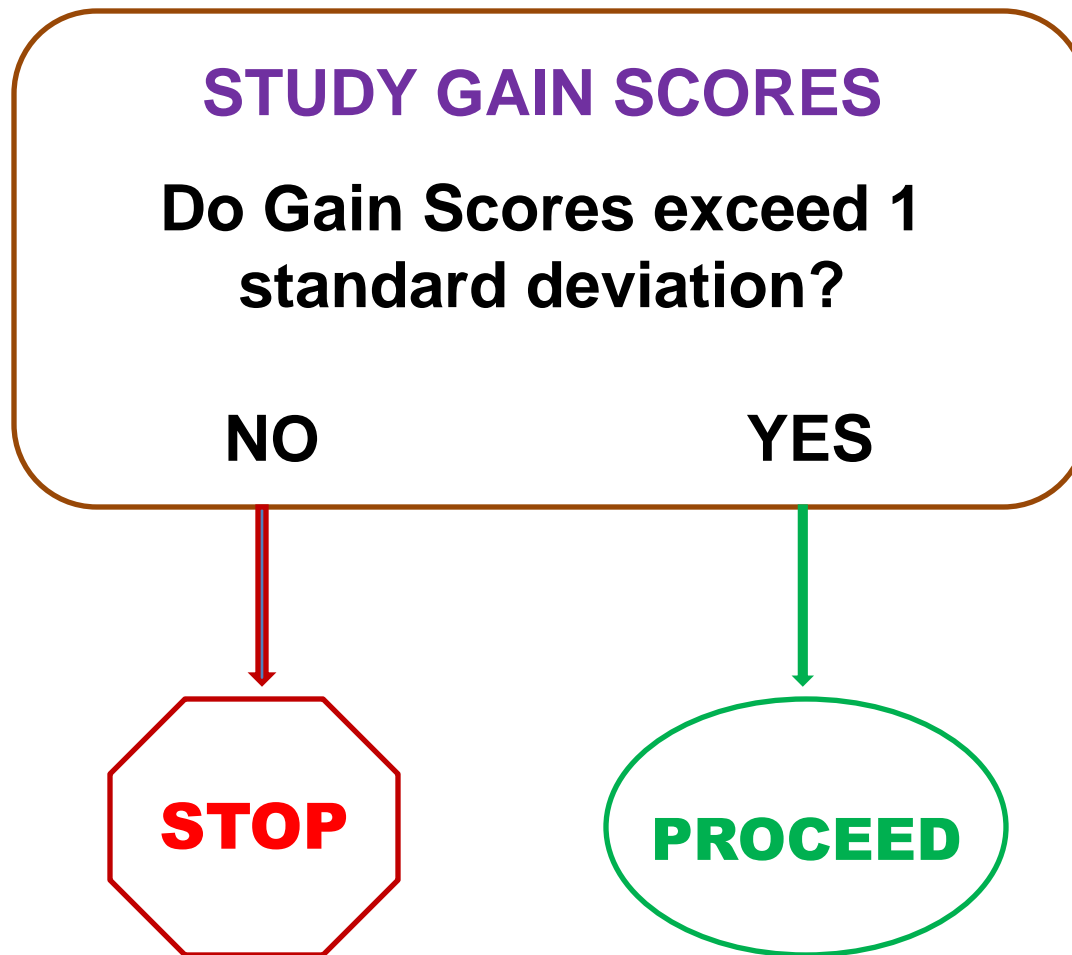 STUDY GAIN SCORES
Do Gain Scores exceed 1
standard deviation?
NO YES
STOP PROCEED